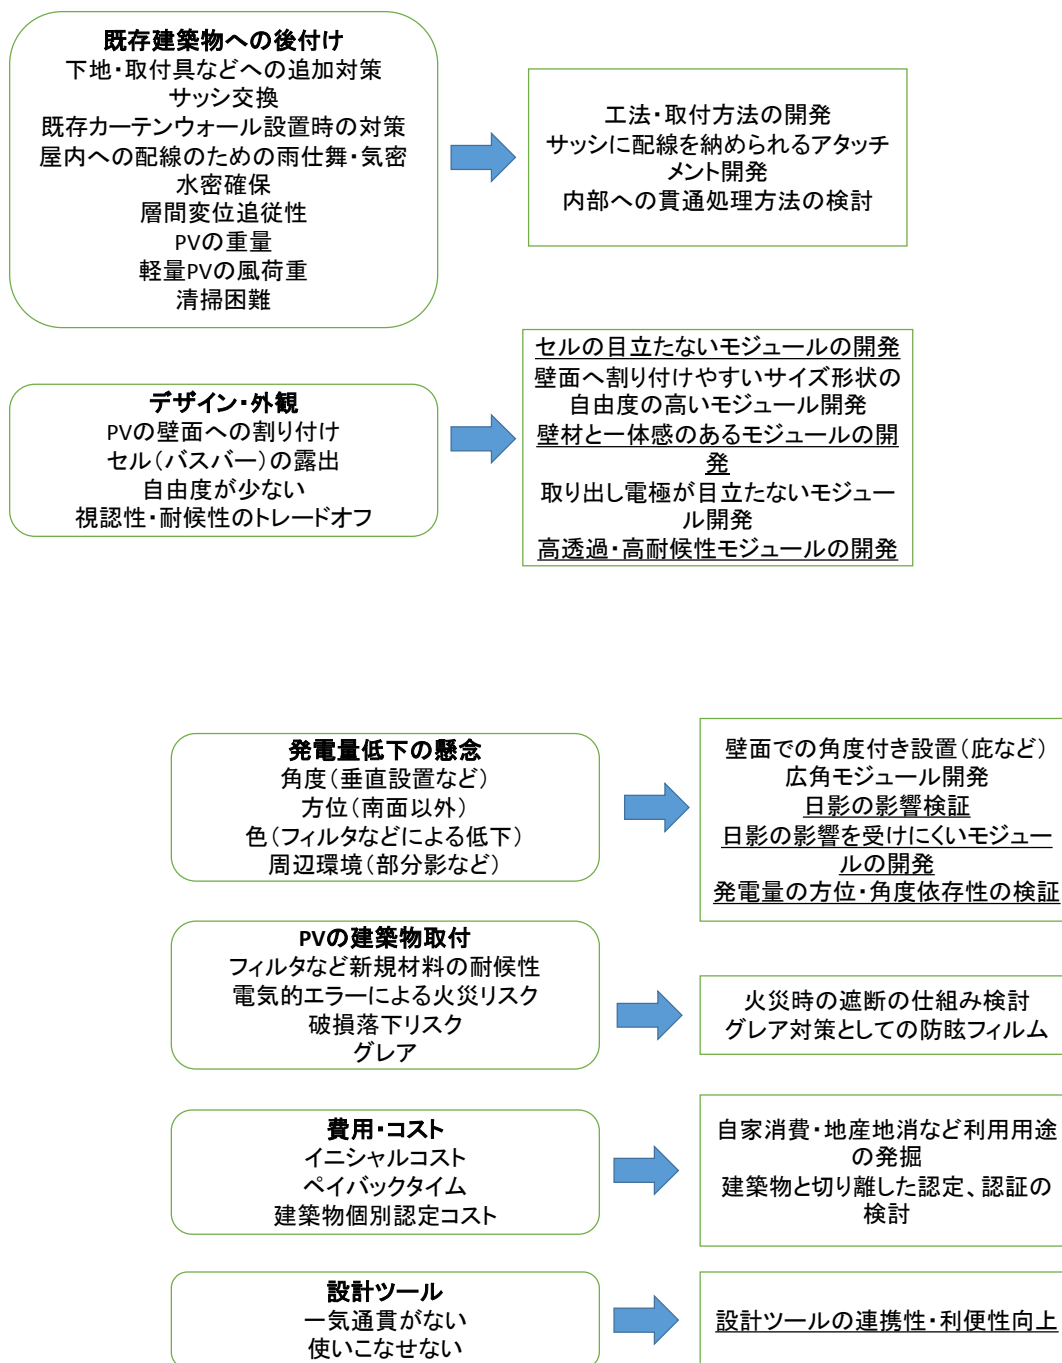 既存建築物への後付け
下地・取付具などへの追加対策
サッシ交換
既存カーテンウォール設置時の対策
屋内への配線のための雨仕舞・気密
水密確保
層間変位追従性
PVの重量
軽量PVの風荷重
清掃困難
工法・取付方法の開発
サッシに配線を納められるアタッチ
メント開発
内部への貫通処理方法の検討
デザイン・外観
PVの壁面への割り付け
セル（バスバー）の露出
自由度が少ない
視認性・耐候性のトレードオフ
セルの目立たないモジュールの開発
壁面へ割り付けやすいサイズ形状の
自由度の高いモジュール開発
壁材と一体感のあるモジュールの開
発
取り出し電極が目立たないモジュー
ル開発
高透過・高耐候性モジュールの開発
発電量低下の懸念
角度（垂直設置など）
方位（南面以外）
色（フィルタなどによる低下）
周辺環境（部分影など）
壁面での角度付き設置（庇など）
広角モジュール開発
日影の影響検証
日影の影響を受けにくいモジュー
ルの開発
発電量の方位・角度依存性の検証
PVの建築物取付
フィルタなど新規材料の耐候性
電気的エラーによる火災リスク
破損落下リスク
グレア
火災時の遮断の仕組み検討
グレア対策としての防眩フィルム
費用・コスト
イニシャルコスト
ペイバックタイム
建築物個別認定コスト
自家消費・地産地消など利用用途
の発掘
建築物と切り離した認定、認証の
検討
設計ツール
一気通貫がない
使いこなせない
設計ツールの連携性・利便性向上